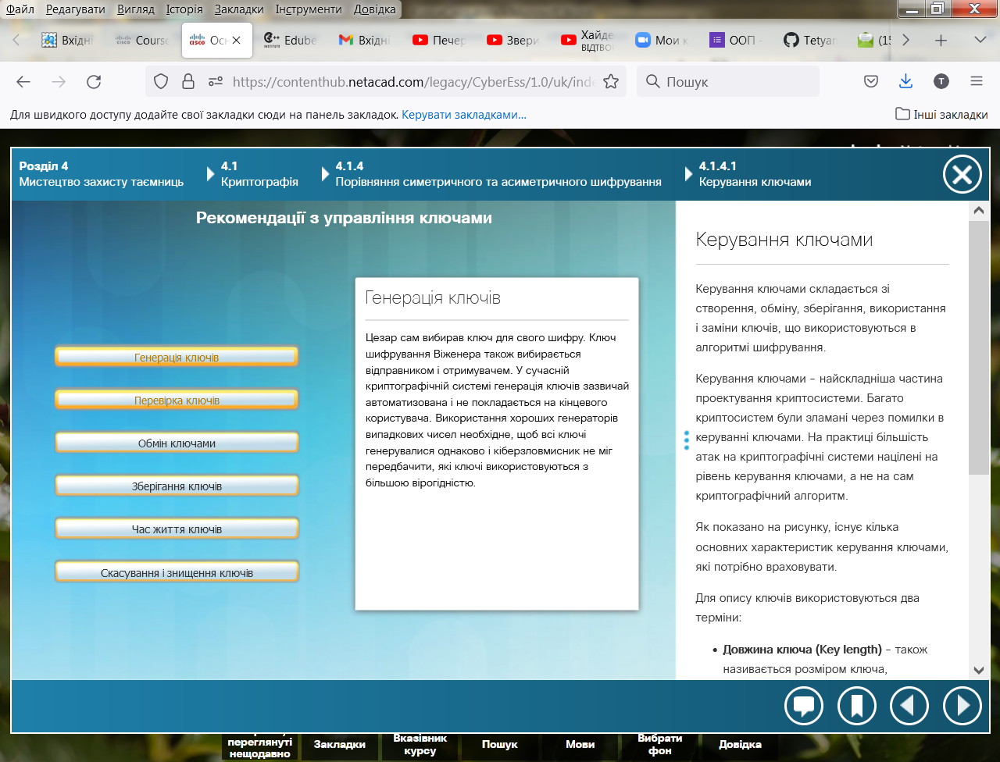 Файл Редагувати Вигляд Історія Закладки Інструменти Довідка
Вхідні Course Осн Edube Вхідні Печер Звери Хайде Мои к ООП - Tetyan (15
ВІДТВО
https://contenthub.netacad.com/legacy/CyberEss/1.0/uk/inde
Пошук
Для швидкого доступу додайте свої закладки сюди на панель закладок. Керувати закладками...
Інші закладки
Розділ 4
Мистецтво захисту таємниць
4.1
Криптографія
4.1.4
Порівняння симетричного та асиметричного шифрування
4.1.4.1
Керування ключами
Рекомендації з управління ключами
Генерація ключів
Перевірка ключів
Обмін ключами
Зберігання ключів
Час життя ключів
Скасування і знищення ключів
Генерація ключів
Цезар сам вибирав ключ для свого шифру. Ключ
шифрування Віженера також вибирається
відправником і отримувачем. У сучасній
криптографічній системі генерація ключів зазвичай
автоматизована і не покладається на кінцевого
користувача. Використання хороших генераторів
випадкових чисел необхідне, щоб всі ключі
генерувалися однаково і кіберзловмисник не міг
передбачити, які ключі використовуються з
більшою вірогідністю.
Керування ключами
Керування ключами складається зі
створення, обміну, зберігання, використання
і заміни ключів, що використовуються в
алгоритмі шифрування.
Керування ключами – найскладніша частина
проектування криптосистеми. Багато
криптосистем були зламані через помилки в
керуванні ключами. На практиці більшість
атак на криптографічні системи націлені на
рівень керування ключами, а не на сам
криптографічний алгоритм.
Як показано на рисунку, існує кілька
основних характеристик керування ключами,
які потрібно враховувати.
Для опису ключів використовуються два
терміни:
• Довжина ключа (Key length) – також
називається розміром ключа,
переглянуті
нещодавно
Закладки
Вказівник
курсу
Пошук
Мови
Вибрати
фон
Довідка